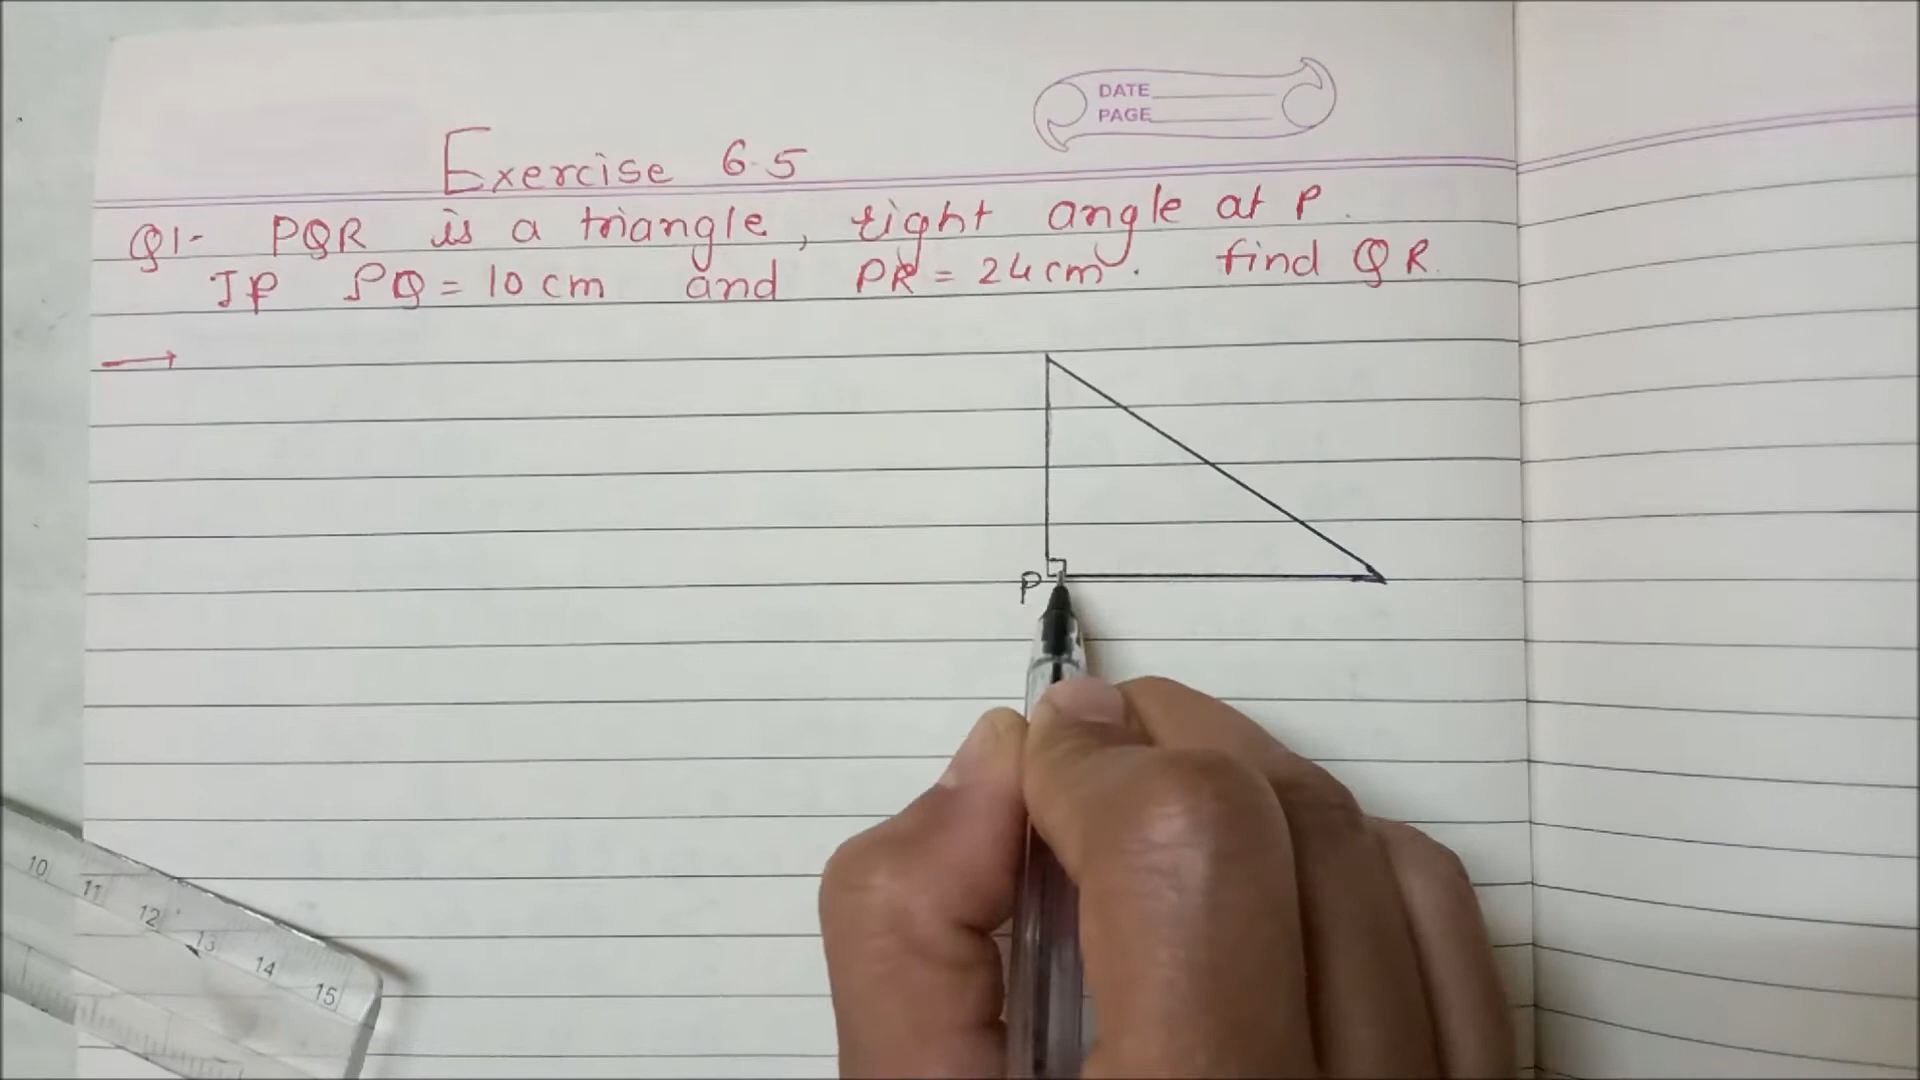 DATE
PAGE
Exercise 6.5
Q1- PQR is a triangle, right angle at P.
If PQ = 10 cm and PR = 24 cm. find QR.
P
10 11 12 13 14 15